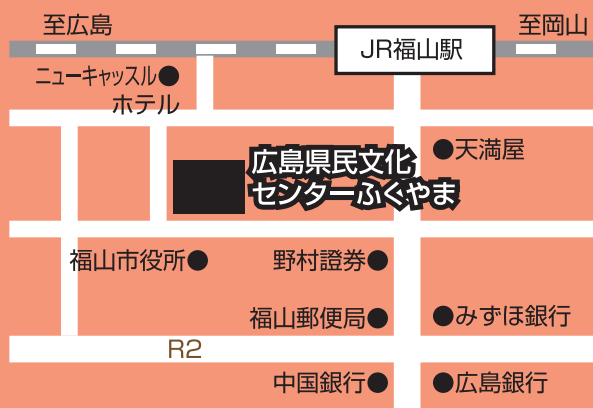 至広島
至岡山
JR福山駅
ニューキャッスル
ホテル
天満屋
広島県民文化
センターふくやま
福山市役所
野村證券
福山郵便局
みずほ銀行
R2
中国銀行
広島銀行